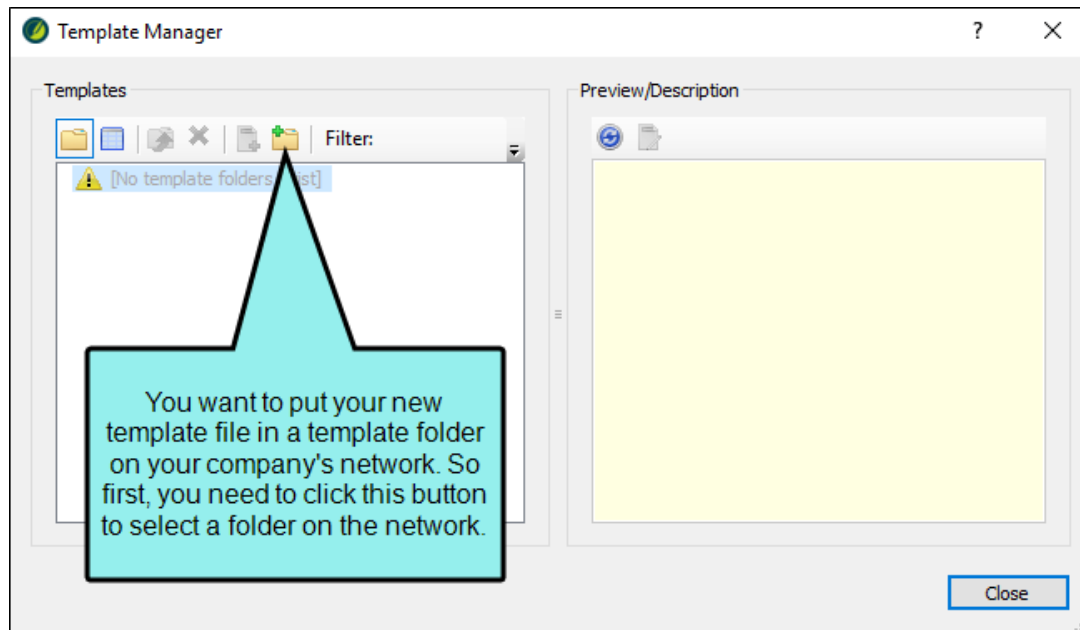 Template Manager
?
Templates
Preview/Description
Filter:
[No template folders
You want to put your new
template file in a template folder
on your company's network. So
first, you need to click this button
to select a folder on the network.
Close